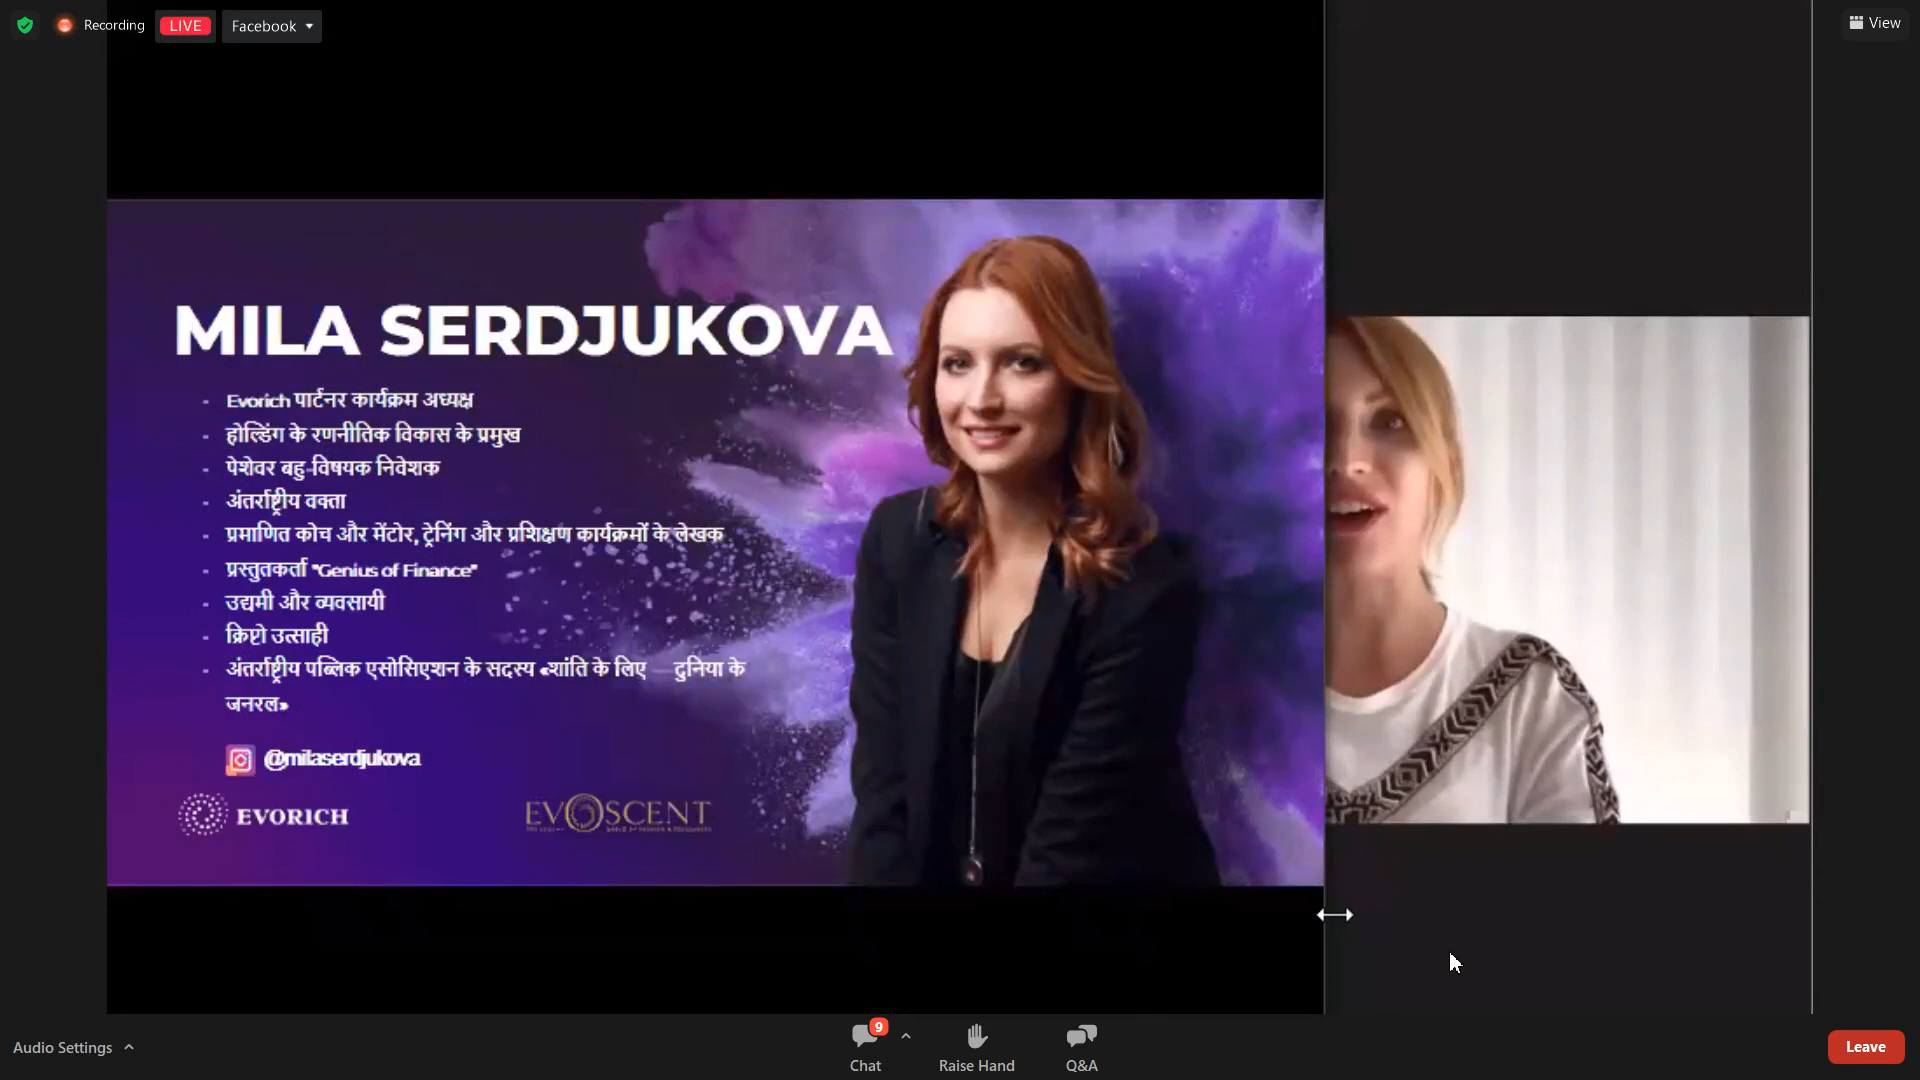 Recording
LIVE
Facebook
View
MILA SERDJUKOVA
- Evorich पार्टनर कार्यक्रम अध्यक्ष
- होल्डिंग के रणनीतिक विकास के प्रमुख
- पेशेवर बहु-विषयक निवेशक
- अंतर्राष्ट्रीय वक्ता
- प्रमाणित कोच और मेंटोर, ट्रेनिंग और प्रशिक्षण कार्यक्रमों के लेखक
- प्रस्तुतकर्ता "Genius of Finance"
- उद्यमी और व्यवसायी
- क्रिप्टो उत्साही
- अंतर्राष्ट्रीय पब्लिक एसोसिएशन के सदस्य «शांति के लिए — दुनिया के
जनरल»
@milaserdjukova
EVORICH
EVOSCENT
Audio Settings
9
Chat
Raise Hand
Q&A
Leave